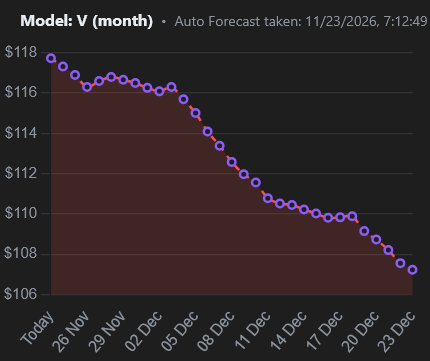 Model: V (month) • Auto Forecast taken: 11/23/2026, 7:12:49
$118
$116
$114
$112
$110
$108
$106
Today
26 Nov
29 Nov
02 Dec
05 Dec
08 Dec
11 Dec
14 Dec
17 Dec
20 Dec
23 Dec